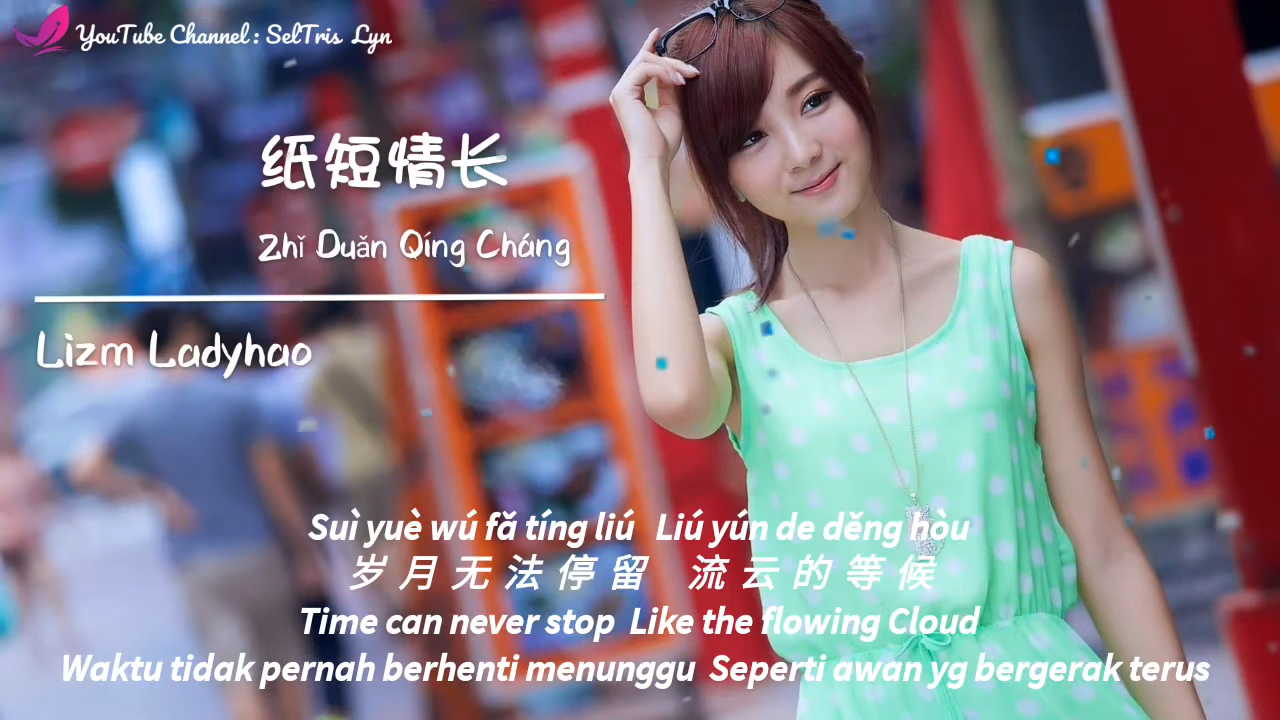 YouTube Channel : SelTris Lyn
纸短情长
Zhǐ Duǎn Qíng Cháng
Lizm Ladyhao
Suì yuè wú fǎ tíng liú Liú yún de děng hòu
岁月无法停留 流云的等候
Time can never stop Like the flowing Cloud
Waktu tidak pernah berhenti menunggu Seperti awan yg bergerak terus